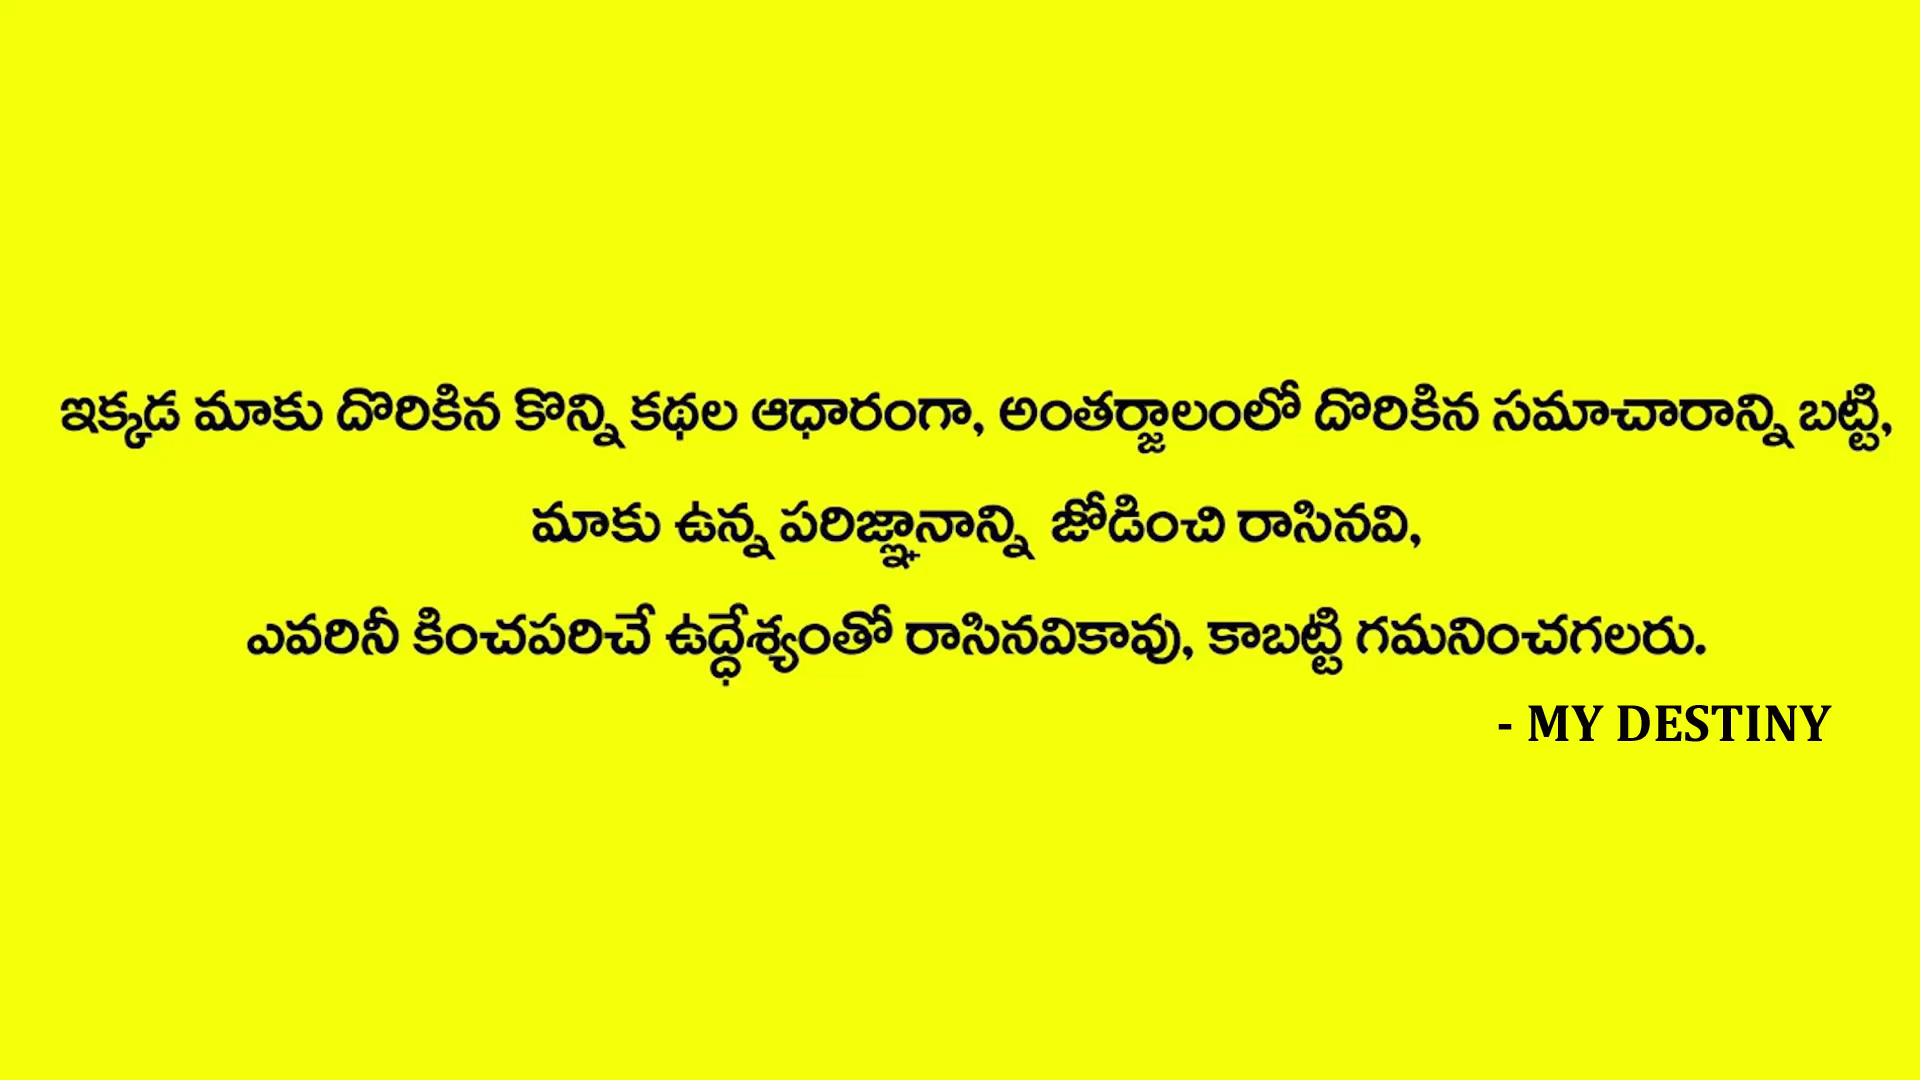 ఇక్కడ మాకు దొరికిన కొన్ని కథల ఆధారంగా, అంతర్జాలంలో దొరికిన సమాచారాన్ని బట్టి,
మాకు ఉన్న పరిజ్ఞానాన్ని జోడించి రాసినవి,
ఎవరినీ కించపరిచే ఉద్ధేశ్యంతో రాసినవికావు, కాబట్టి గమనించగలరు.
- MY DESTINY